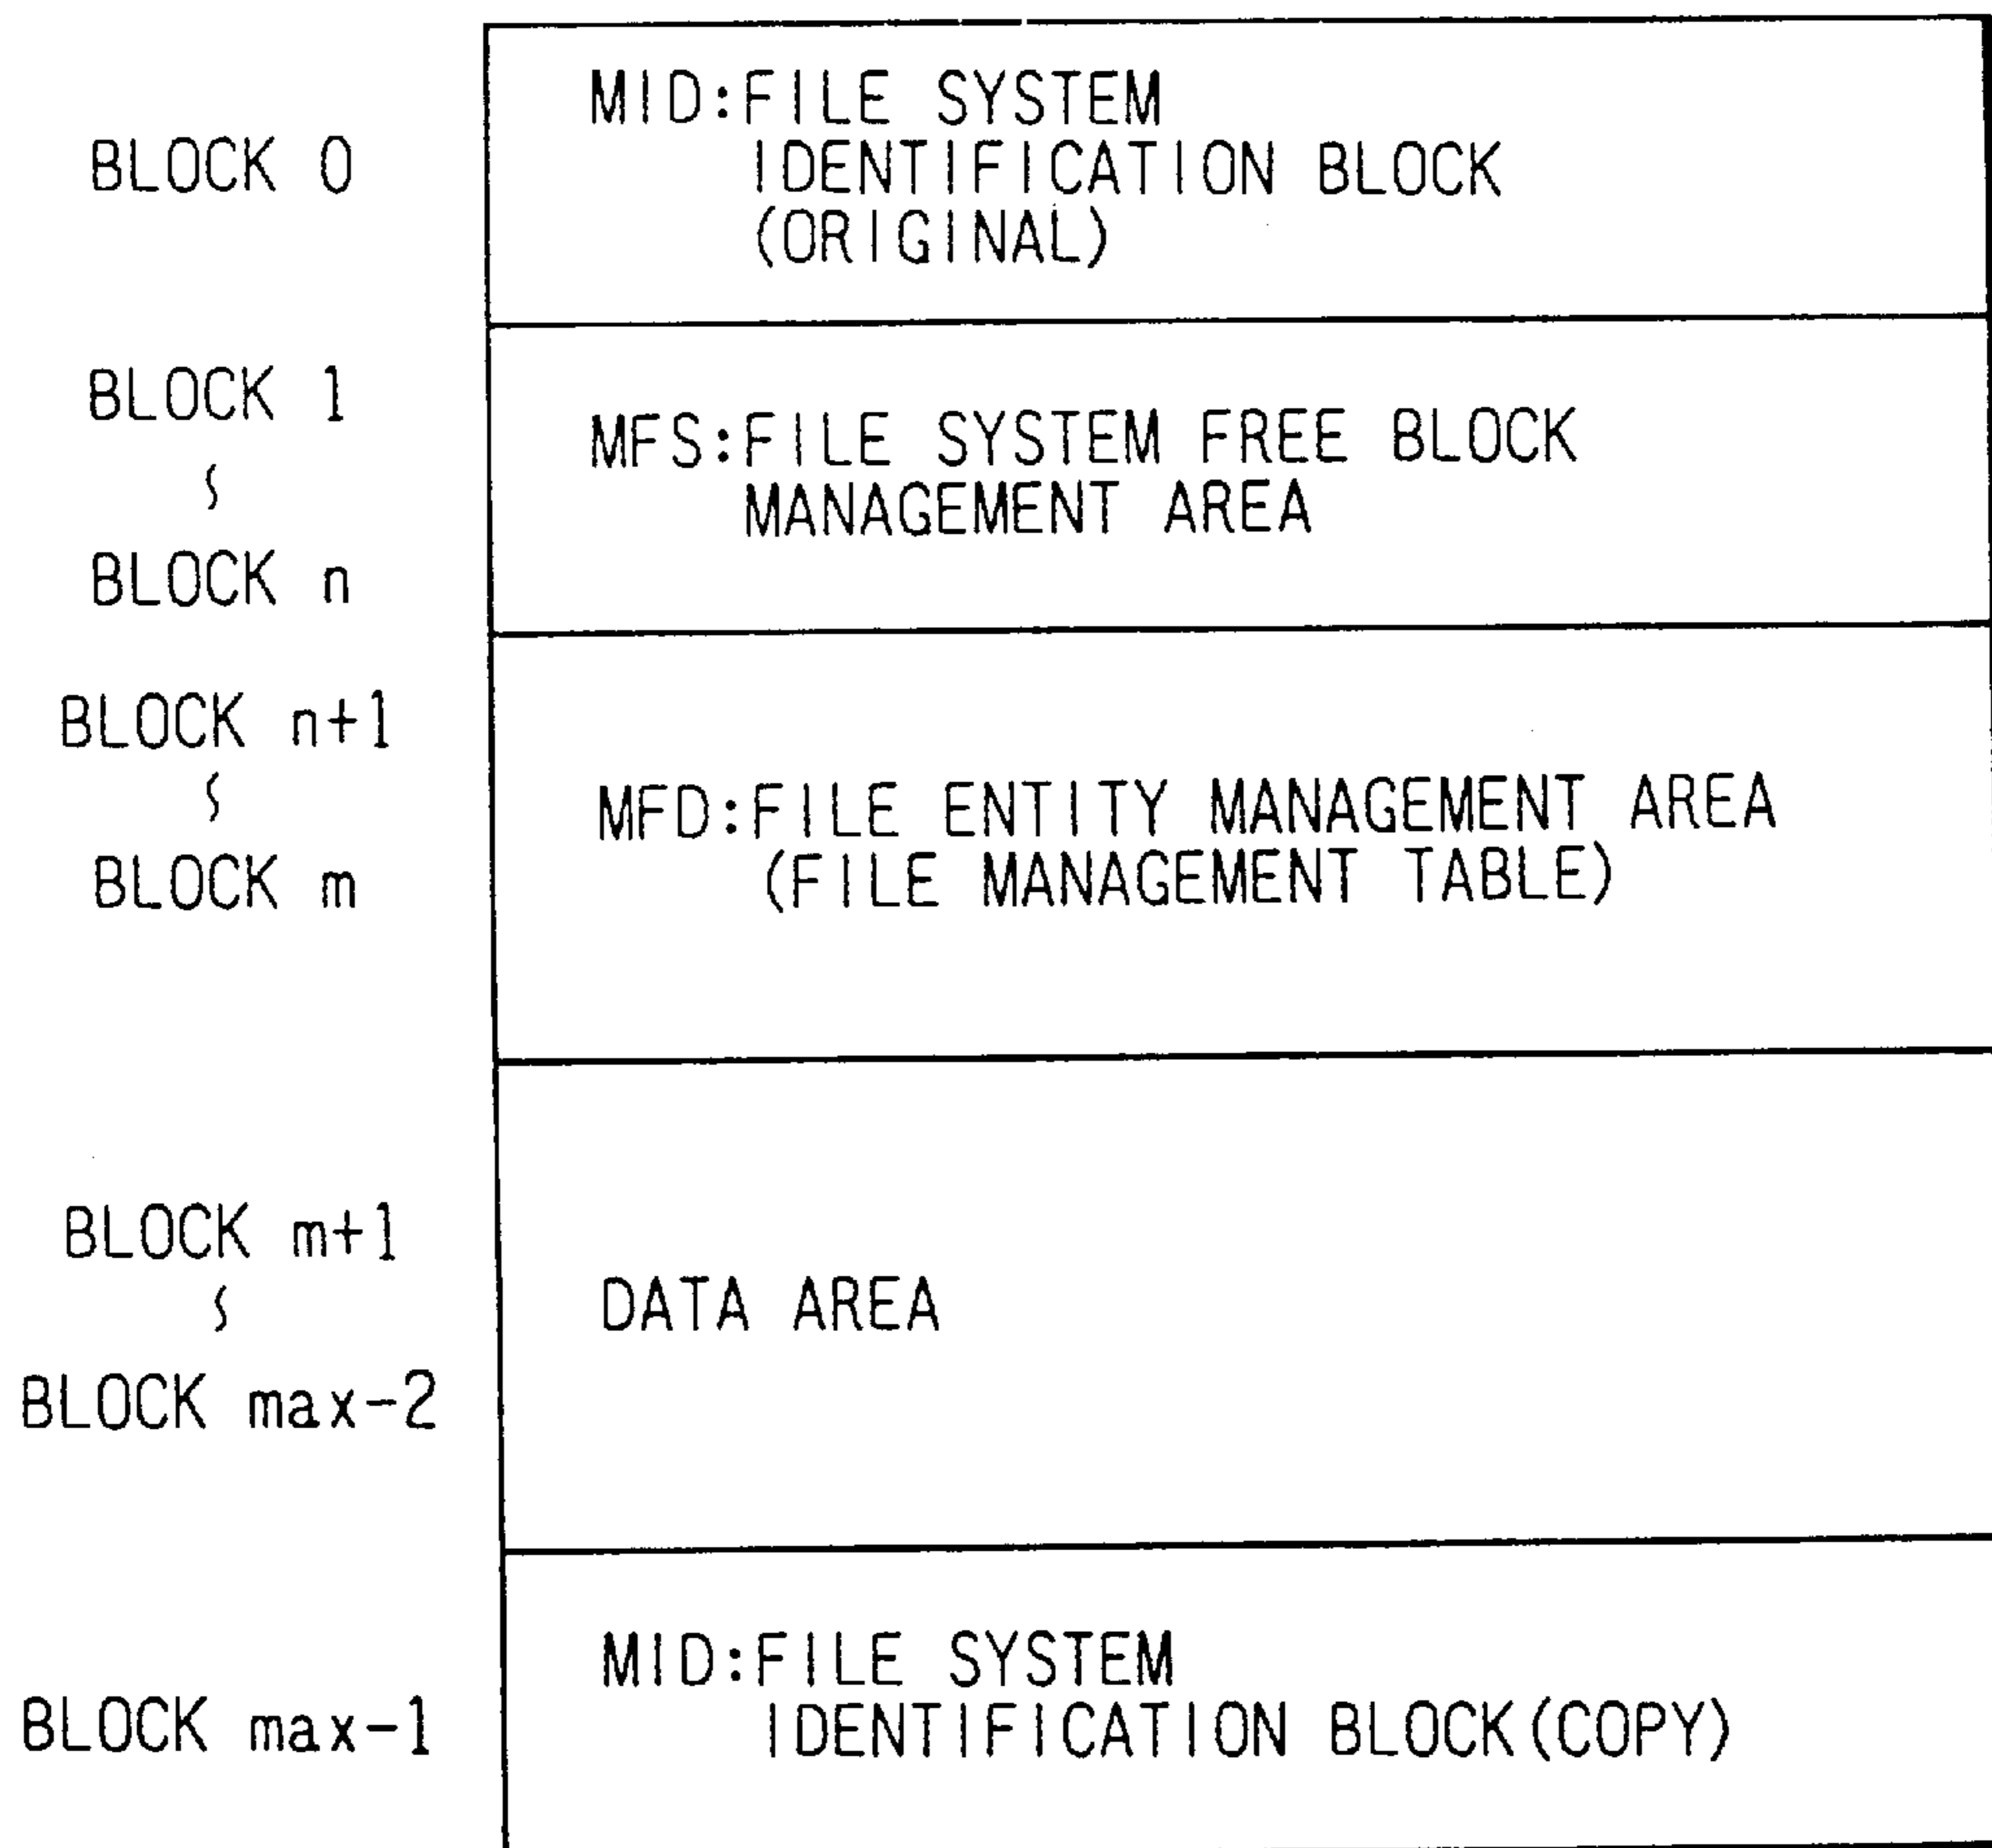 BLOCK 0
MID:FILE SYSTEM
IDENTIFICATION BLOCK
(ORIGINAL)
BLOCK 1
~
BLOCK n
MFS:FILE SYSTEM FREE BLOCK
MANAGEMENT AREA
BLOCK n+1
~
BLOCK m
MFD:FILE ENTITY MANAGEMENT AREA
(FILE MANAGEMENT TABLE)
BLOCK m+1
~
BLOCK max-2
DATA AREA
BLOCK max-1
MID:FILE SYSTEM
IDENTIFICATION BLOCK(COPY)